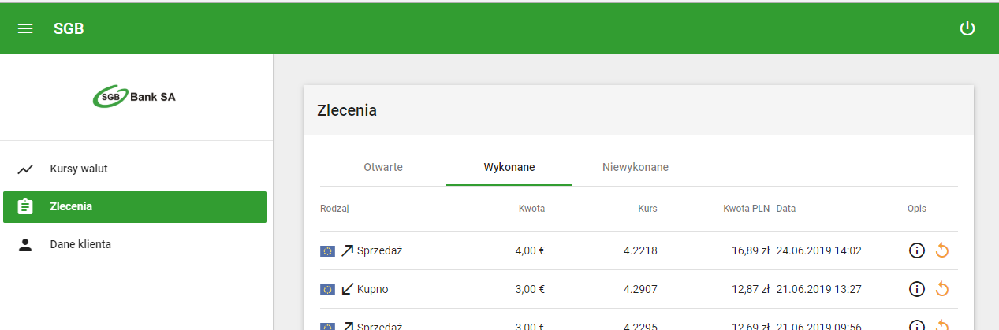 SGB
SGB Bank SA
Kursy walut
Zlecenia
Dane klienta
Zlecenia
Otwarte Wykonane Niewykonane
Rodzaj Kwota Kurs Kwota PLN Data Opis
Sprzedaż 4,00 € 4.2218 16,89 zł 24.06.2019 14:02
Kupno 3,00 € 4.2907 12,87 zł 21.06.2019 13:27
Sprzedaż 3,00 € 4.2295 12,69 zł 21.06.2019 09:56